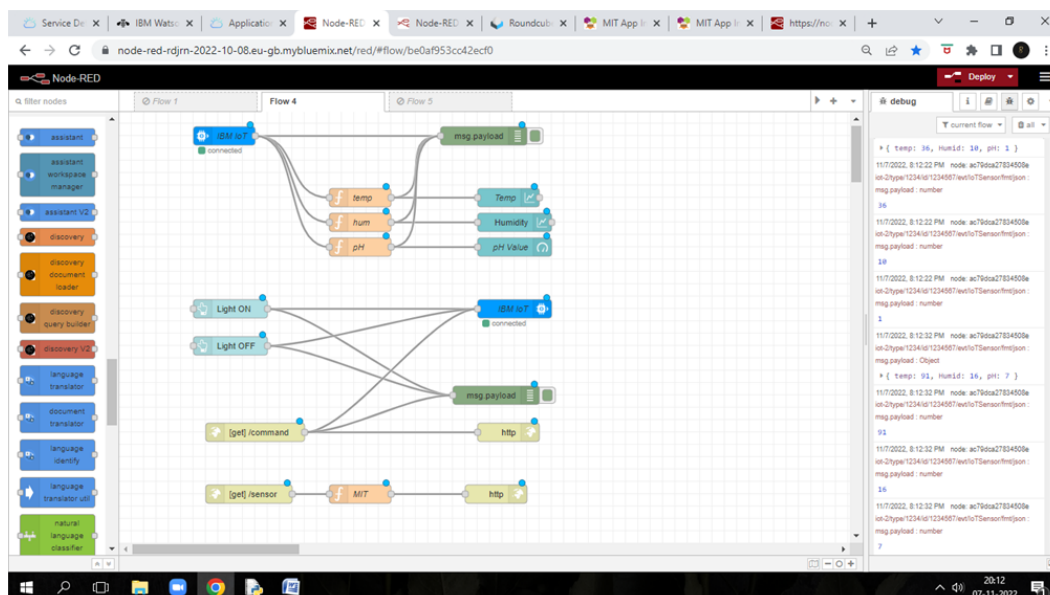 Service De
IBM Watso
Application
Node-RED
Node-RED
Roundcube
MIT App I
MIT App I
https://no
node-red-rdjrn-2022-10-08.eu-gb.mybluemix.net/red/#flow/be0af953cc42ecf0
Node-RED
Deploy
filter nodes
Flow 1
Flow 4
Flow 5
debug
current flow
all
assistant
assistant
workspace
manager
assistant V2
discovery
discovery
document
loader
discovery
query builder
discovery V2
language
translator
document
translator
language
identify
language
translator util
natural
language
classifier
IBM IoT
connected
msg.payload
temp
Temp
hum
Humidity
pH
pH Value
Light ON
IBM IoT
connected
Light OFF
msg.payload
[get] /command
http
[get] /sensor
MIT
http
{ temp: 36, Humid: 10, pH: 1 }
11/7/2022, 8:12:22 PM node: ac79dca27834508e
iot-2/type/1234/id/1234567/evt/IoTSensor/fmt/json :
msg.payload : number
36
11/7/2022, 8:12:22 PM node: ac79dca27834508e
iot-2/type/1234/id/1234567/evt/IoTSensor/fmt/json :
msg.payload : number
10
11/7/2022, 8:12:22 PM node: ac79dca27834508e
iot-2/type/1234/id/1234567/evt/IoTSensor/fmt/json :
msg.payload : number
1
11/7/2022, 8:12:32 PM node: ac79dca27834508e
iot-2/type/1234/id/1234567/evt/IoTSensor/fmt/json :
msg.payload : Object
{ temp: 91, Humid: 16, pH: 7 }
11/7/2022, 8:12:32 PM node: ac79dca27834508e
iot-2/type/1234/id/1234567/evt/IoTSensor/fmt/json :
msg.payload : number
91
11/7/2022, 8:12:32 PM node: ac79dca27834508e
iot-2/type/1234/id/1234567/evt/IoTSensor/fmt/json :
msg.payload : number
16
11/7/2022, 8:12:32 PM node: ac79dca27834508e
iot-2/type/1234/id/1234567/evt/IoTSensor/fmt/json :
msg.payload : number
7
20:12
07-11-2022